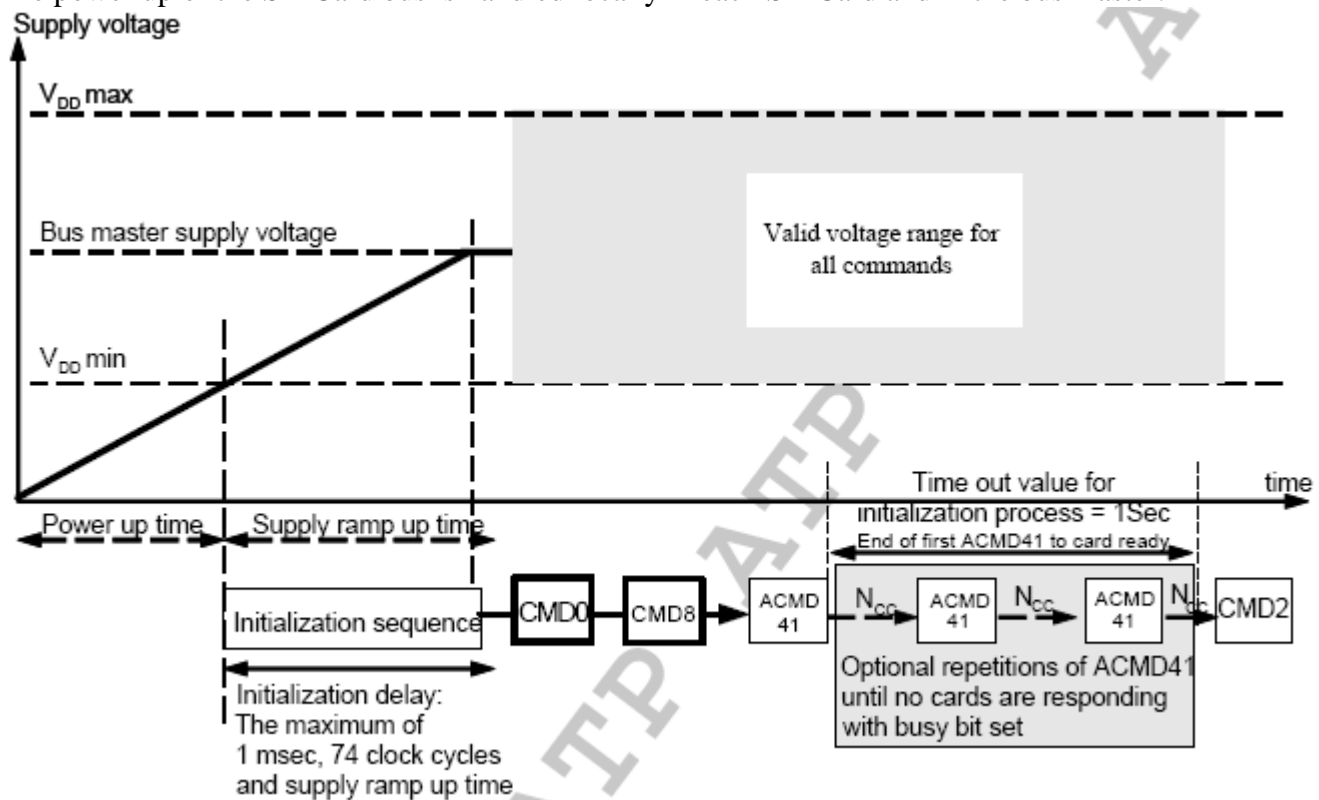 Supply voltage
V_DD max
Bus master supply voltage
Valid voltage range for
all commands
V_DD min
Time out value for
time
initialization process = 1Sec
End of first ACMD41 to card ready
Power up time
Supply ramp up time
Initialization sequence
CMD0
CMD8
ACMD
41
N_CC
ACMD
41
N_CC
ACMD
41
N_CC
CMD2
Optional repetitions of ACMD41
until no cards are responding
with busy bit set
Initialization delay:
The maximum of
1 msec, 74 clock cycles
and supply ramp up time
ATP
ATP